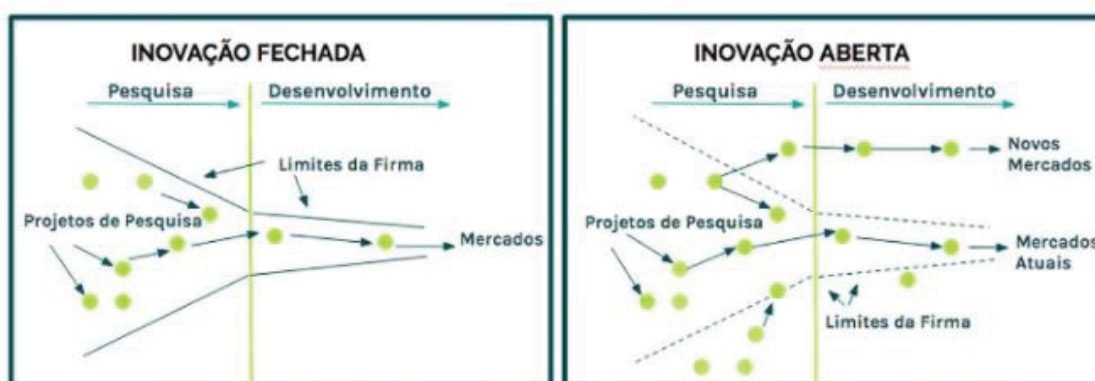 INOVAÇÃO FECHADA
Pesquisa
Desenvolvimento
Limites da Firma
Projetos de Pesquisa
Mercados
INOVAÇÃO ABERTA
Pesquisa
Desenvolvimento
Novos
Mercados
Projetos de Pesquisa
Mercados
Atuais
Limites da Firma